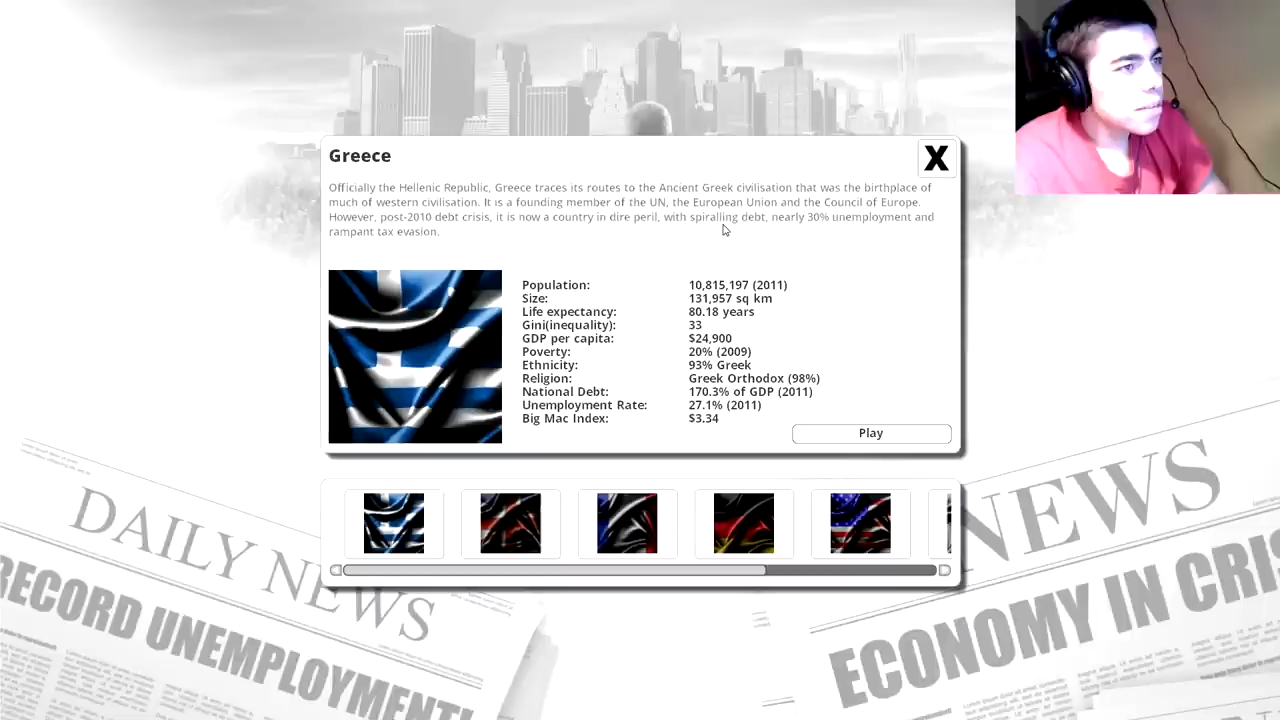 Greece
X
Officially the Hellenic Republic, Greece traces its routes to the Ancient Greek civilisation that was the birthplace of
much of western civilisation. It is a founding member of the UN, the European Union and the Council of Europe.
However, post-2010 debt crisis, it is now a country in dire peril, with spiralling debt, nearly 30% unemployment and
rampant tax evasion.
Population: 10,815,197 (2011)
Size: 131,957 sq km
Life expectancy: 80.18 years
Gini(inequality): 33
GDP per capita: $24,900
Poverty: 20% (2009)
Ethnicity: 93% Greek
Religion: Greek Orthodox (98%)
National Debt: 170.3% of GDP (2011)
Unemployment Rate: 27.1% (2011)
Big Mac Index: $3.34
Play
DAILY NEWS
RECORD UNEMPLOYMENT!
NEWS
ECONOMY IN CRIS